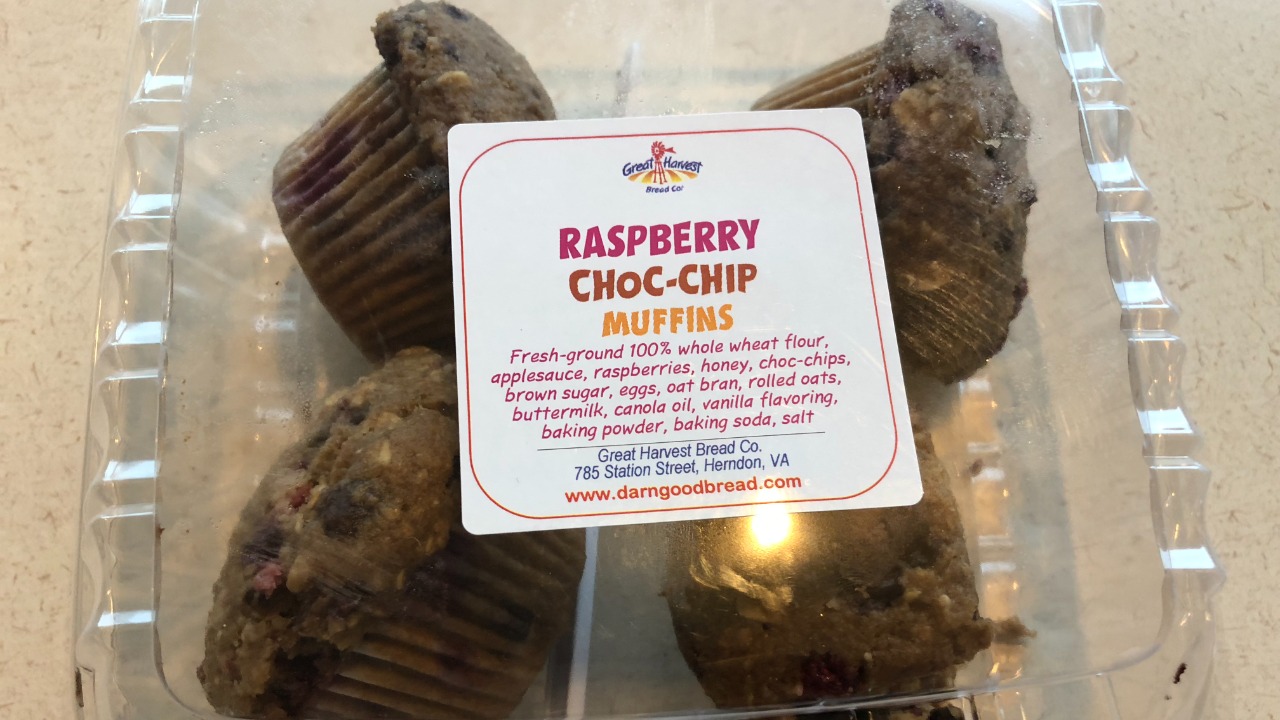 Great Harvest
Bread Co.
RASPBERRY
CHOC-CHIP
MUFFINS
Fresh-ground 100% whole wheat flour,
applesauce, raspberries, honey, choc-chips,
brown sugar, eggs, oat bran, rolled oats,
buttermilk, canola oil, vanilla flavoring,
baking powder, baking soda, salt
Great Harvest Bread Co.
785 Station Street, Herndon, VA
www.darngoodbread.com